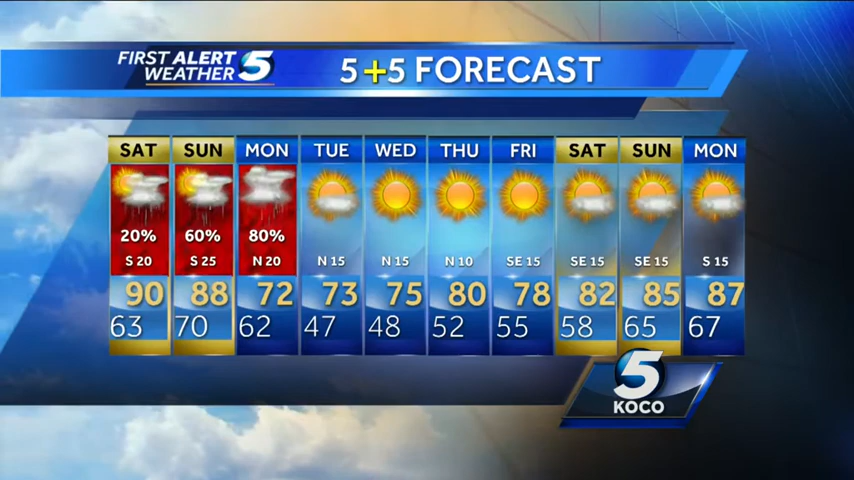 FIRST ALERT
WEATHER 5
5+5 FORECAST
SAT SUN MON TUE WED THU FRI SAT SUN MON
20% 60% 80%
S 20 S 25 N 20 N 15 N 15 N 10 SE 15 SE 15 SE 15 S 15
90 88 72 73 75 80 78 82 85 87
63 70 62 47 48 52 55 58 65 67
5
KOCO